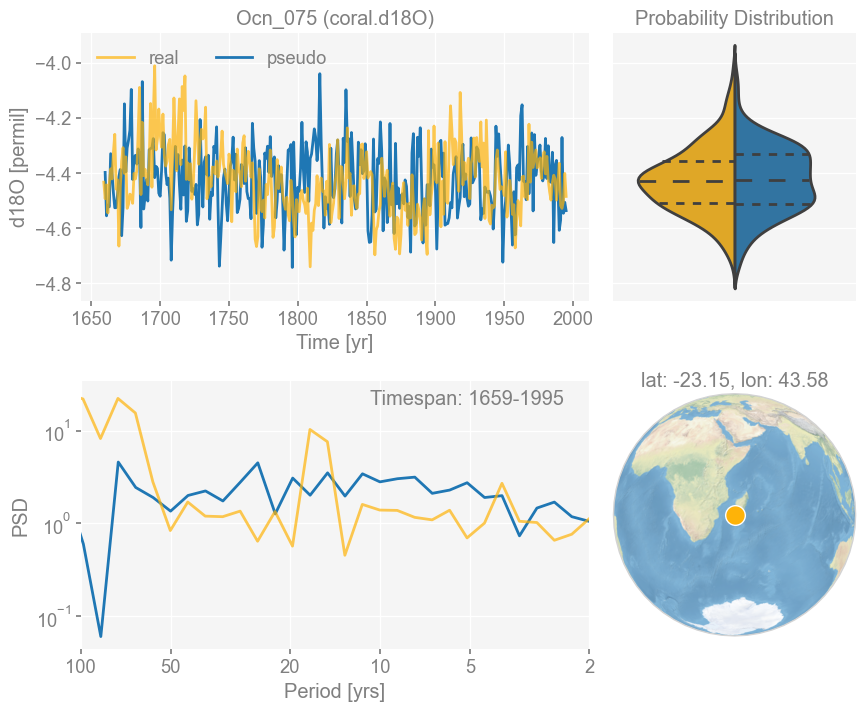 Ocn_075 (coral.d18O)
Probability Distribution
real
pseudo
d18O [permil]
−4.0
−4.2
−4.4
−4.6
−4.8
1650 1700 1750 1800 1850 1900 1950 2000
Time [yr]
Timespan: 1659-1995
PSD
10¹
10⁰
10⁻¹
100 50 20 10 5 2
Period [yrs]
lat: -23.15, lon: 43.58